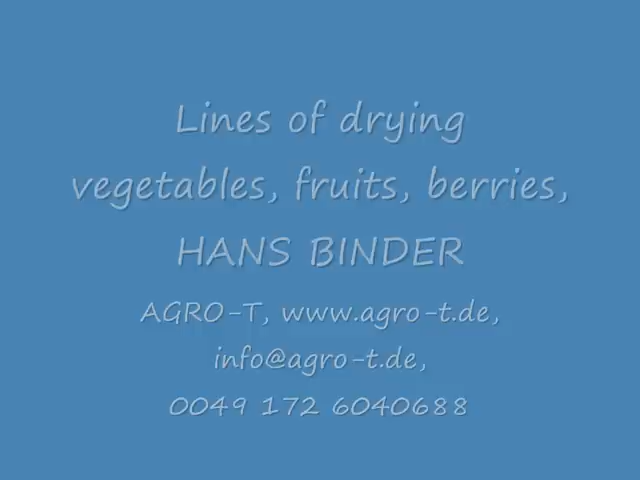 Lines of drying
vegetables, fruits, berries,
HANS BINDER
AGRO-T, www.agro-t.de,
info@agro-t.de,
0049 172 6040688